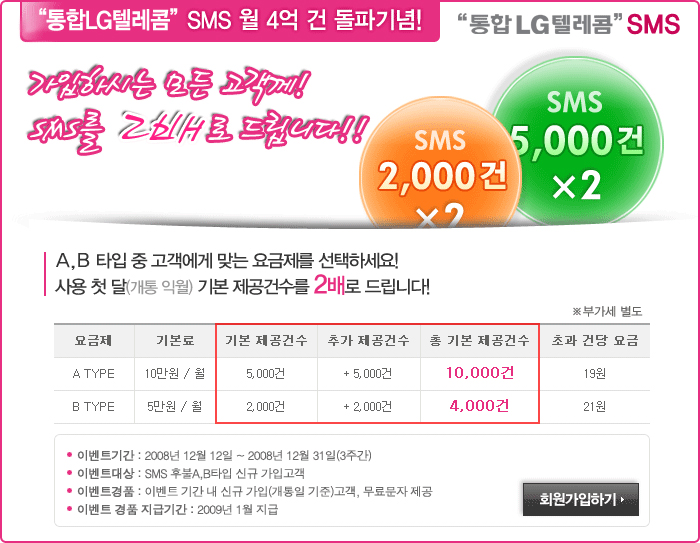 “통합LG텔레콤” SMS 월 4억 건 돌파기념!
“통합LG텔레콤” SMS
가입하시는 모든 고객께!
SMS를 2배로 드립니다!!
SMS
2,000건
×2
SMS
5,000건
×2
A,B 타입 중 고객에게 맞는 요금제를 선택하세요!
사용 첫 달(개통 익월) 기본 제공건수를 2배로 드립니다!
※부가세 별도
요금제 기본료 기본 제공건수 추가 제공건수 총 기본 제공건수 초과 건당 요금
A TYPE 10만원 / 월 5,000건 + 5,000건 10,000건 19원
B TYPE 5만원 / 월 2,000건 + 2,000건 4,000건 21원
• 이벤트기간 : 2008년 12월 12일 ~ 2008년 12월 31일(3주간)
• 이벤트대상 : SMS 후불A,B타입 신규 가입고객
• 이벤트경품 : 이벤트 기간 내 신규 가입(개통일 기준)고객, 무료문자 제공
• 이벤트 경품 지급기간 : 2009년 1월 지급
회원가입하기